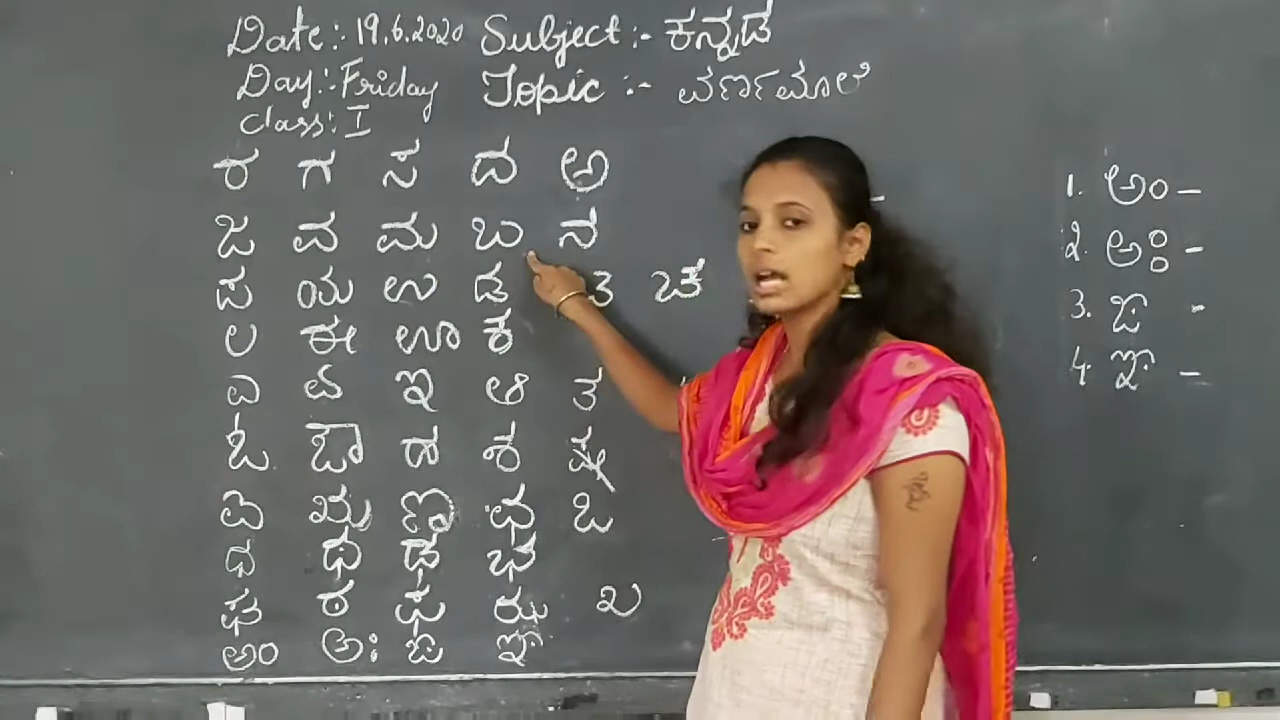 Date:- 19.6.2020 Subject:- ಕನ್ನಡ
Day:- Friday Topic:- ವರ್ಣಮಾಲೆ
Class: I
ರ ಗ ಸ ದ ಅ
ಜ ವ ಮ ಬ ನ
ಪ ಯ ಉ ಡ ಚ
ಲ ಈ ಊ ಕ
ಎ ಇ ಆ ತ
ಓ ಔ ಹ ಶ ಷ
ಏ ಋ ಣ ಛ ಒ
ಥ ಧ ಢ ಭ
ಘ ಠ ಫ ಝ ಖ
ಅಂ ಅಃ ಙ ಞ
1. ಅಂ -
2. ಅಃ -
3. ಙ -
4. ಞ -